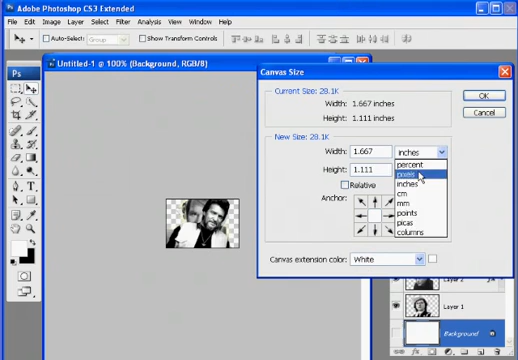 Adobe Photoshop CS3 Extended
File Edit Image Layer Select Filter Analysis View Window Help
Auto-Select: Group Show Transform Controls
Ps
Untitled-1 @ 100% (Background, RGB/8)
Canvas Size
Current Size: 28.1K
Width: 1.667 inches
Height: 1.111 inches
OK
Cancel
New Size: 28.1K
Width: 1.667 inches
Height: 1.111
percent
pixels
inches
cm
mm
points
picas
columns
Relative
Anchor:
Canvas extension color: White
Layer 2 fx
Layer 1
Background